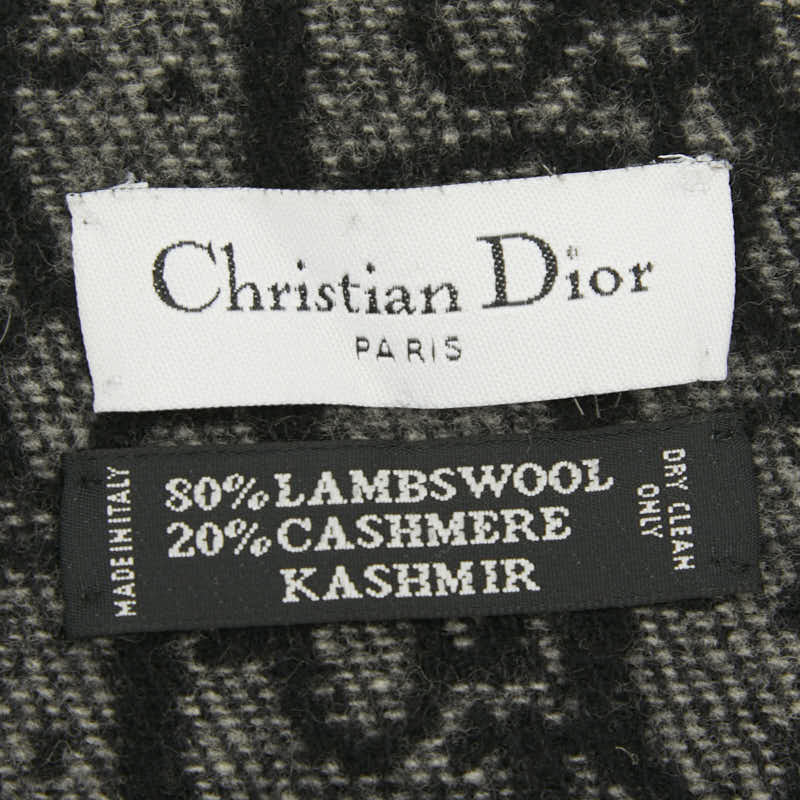 Christian Dior
PARIS
MADE IN ITALY
80% LAMBSWOOL
20% CASHMERE
KASHMIR
DRY CLEAN
ONLY